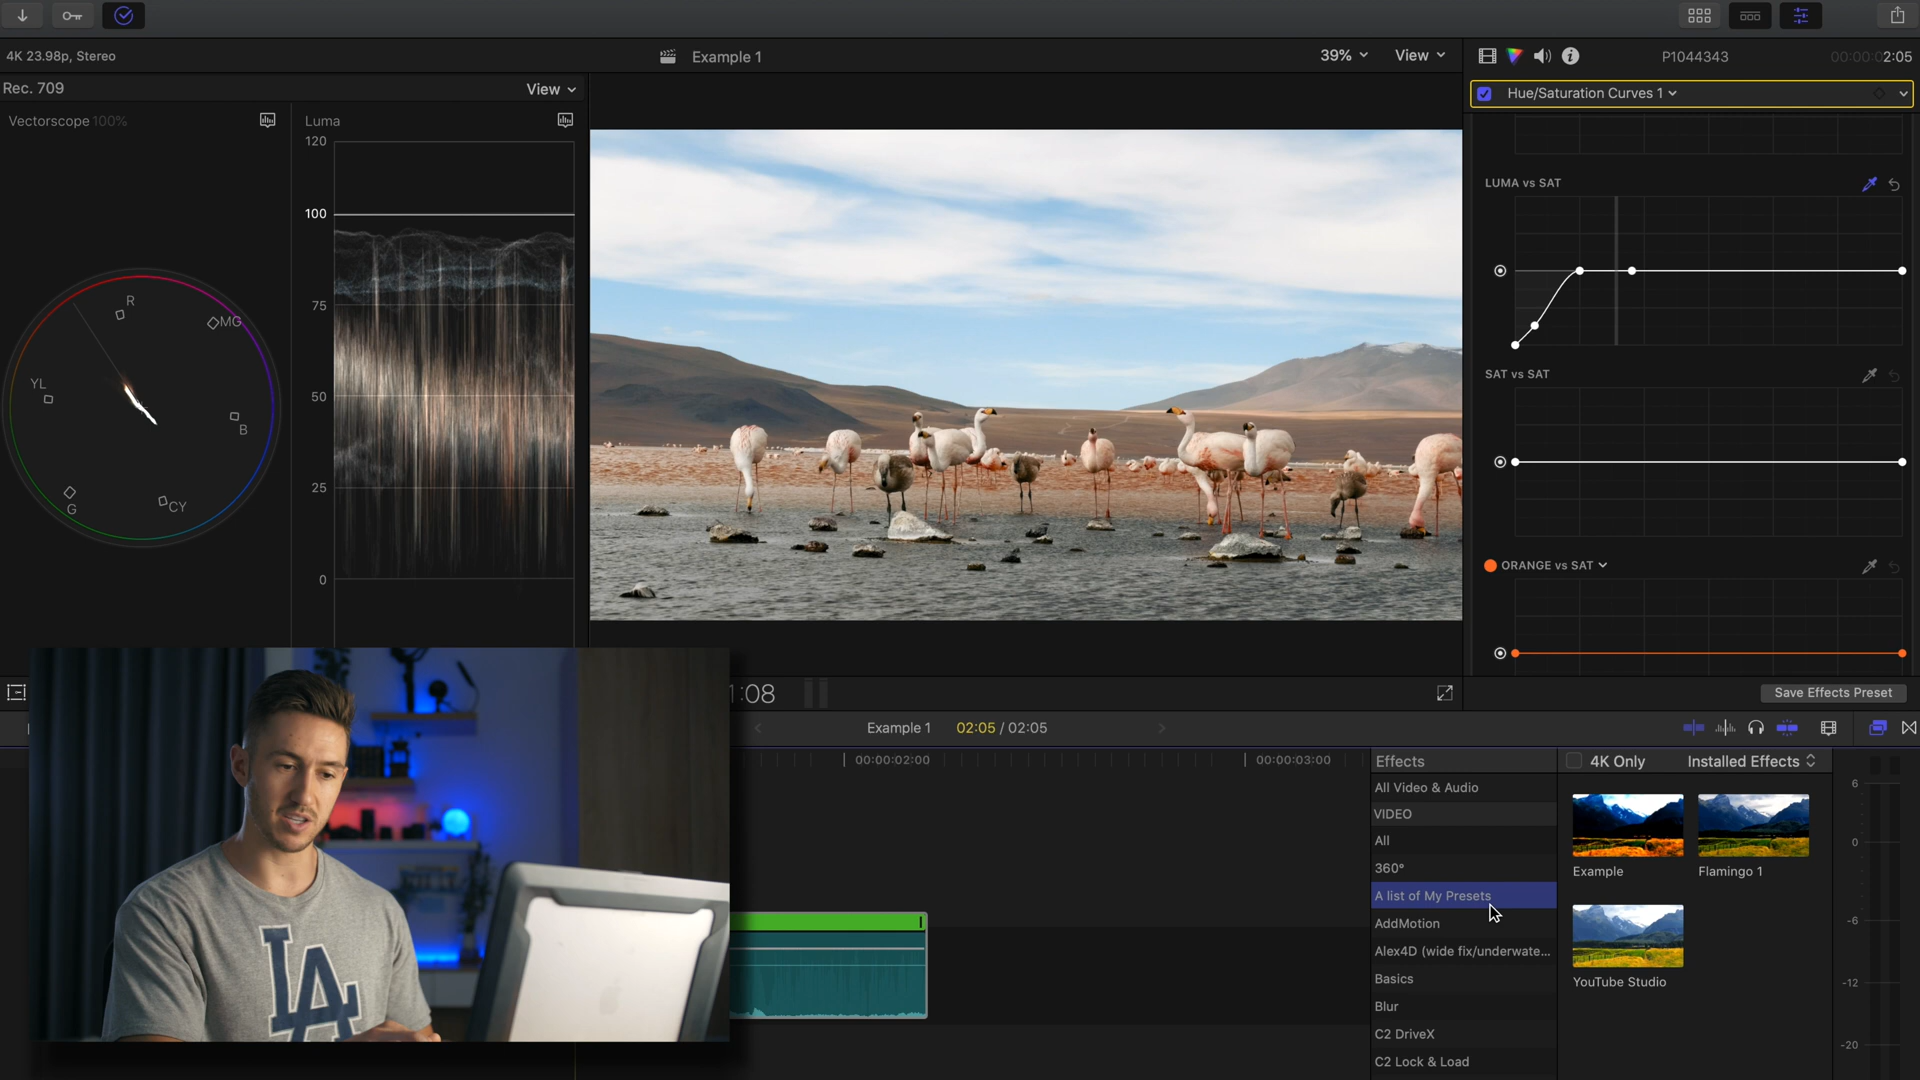 4K 23.98p, Stereo
Example 1
39%
View
P1044343
00:00:02:05
Rec. 709
View
Hue/Saturation Curves 1
Vectorscope 100%
Luma
120
100
75
50
25
0
R
MG
YL
B
G
CY
LUMA vs SAT
SAT vs SAT
ORANGE vs SAT
Save Effects Preset
1:08
Example 1
02:05 / 02:05
00:00:02:00
00:00:03:00
Effects
4K Only
Installed Effects
All Video & Audio
VIDEO
All
360°
A list of My Presets
AddMotion
Alex4D (wide fix/underwate...
Basics
Blur
C2 DriveX
C2 Lock & Load
Example
Flamingo 1
YouTube Studio
6
0
-6
-12
-20
LA